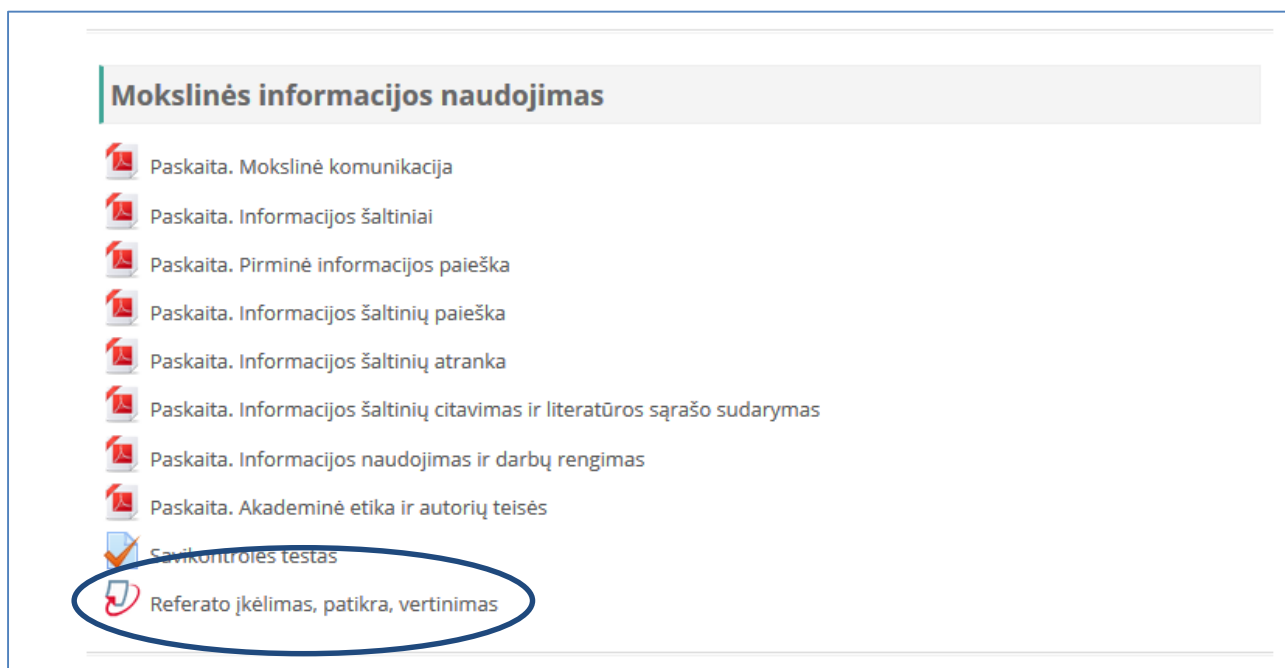 Mokslinės informacijos naudojimas
Paskaita. Mokslinė komunikacija
Paskaita. Informacijos šaltiniai
Paskaita. Pirminė informacijos paieška
Paskaita. Informacijos šaltinių paieška
Paskaita. Informacijos šaltinių atranka
Paskaita. Informacijos šaltinių citavimas ir literatūros sąrašo sudarymas
Paskaita. Informacijos naudojimas ir darbų rengimas
Paskaita. Akademinė etika ir autorių teisės
Savikontrolės testas
Referato įkėlimas, patikra, vertinimas